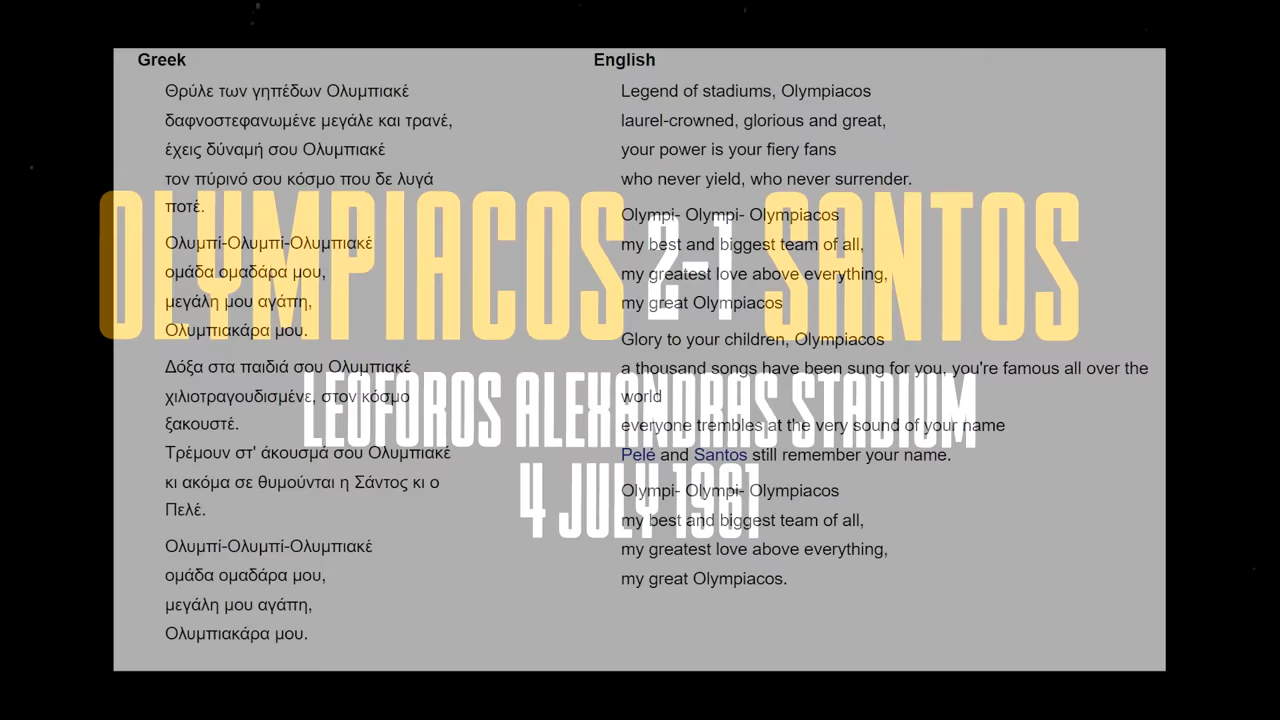 Greek
Θρύλε των γηπέδων Ολυμπιακέ
δαφνοστεφανωμένε μεγάλε και τρανέ,
έχεις δύναμή σου Ολυμπιακέ
τον πύρινό σου κόσμο που δε λυγά
ποτέ.
Ολυμπί-Ολυμπί-Ολυμπιακέ
ομάδα ομαδάρα μου,
μεγάλη μου αγάπη,
Ολυμπιακάρα μου.
Δόξα στα παιδιά σου Ολυμπιακέ
χιλιοτραγουδισμένε, στον κόσμο
ξακουστέ.
Τρέμουν στ' άκουσμά σου Ολυμπιακέ
κι ακόμα σε θυμούνται η Σάντος κι ο
Πελέ.
Ολυμπί-Ολυμπί-Ολυμπιακέ
ομάδα ομαδάρα μου,
μεγάλη μου αγάπη,
Ολυμπιακάρα μου.
English
Legend of stadiums, Olympiacos
laurel-crowned, glorious and great,
your power is your fiery fans
who never yield, who never surrender.
Olympi- Olympi- Olympiacos
my best and biggest team of all,
my greatest love above everything,
my great Olympiacos
Glory to your children, Olympiacos
a thousand songs have been sung for you, you're famous all over the
world
everyone trembles at the very sound of your name
Pelé and Santos still remember your name.
Olympi- Olympi- Olympiacos
my best and biggest team of all,
my greatest love above everything,
my great Olympiacos.
OLYMPIACOS 2-1 SANTOS
LEOFOROS ALEXANDRAS STADIUM
4 JULY 1961